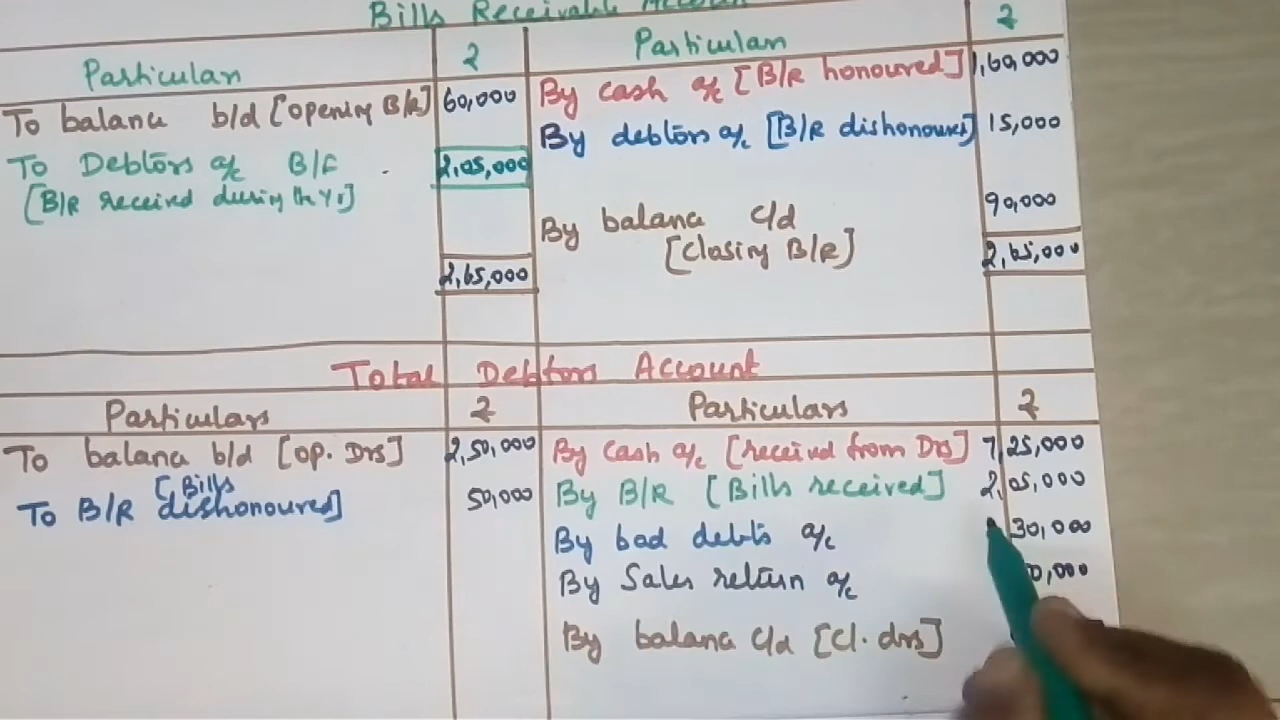 Bills Receivable Account
Particulars ₹ Particulars ₹
To balance b/d [opening B/R] 60,000 By cash a/c [B/R honoured] 1,60,000
To Debtors a/c B/F 2,05,000 By debtors a/c [B/R dishonoured] 15,000
[B/R received during the Yr]
By balance c/d 90,000
[Closing B/R]
2,65,000 2,65,000
Total Debtors Account
Particulars ₹ Particulars ₹
To balance b/d [op. Drs] 2,50,000 By cash a/c [received from Drs] 7,25,000
To B/R [Bills dishonoured] 50,000 By B/R [Bills received] 2,05,000
By bad debts a/c 30,000
By Sales return a/c
By balance c/d [cl. drs]